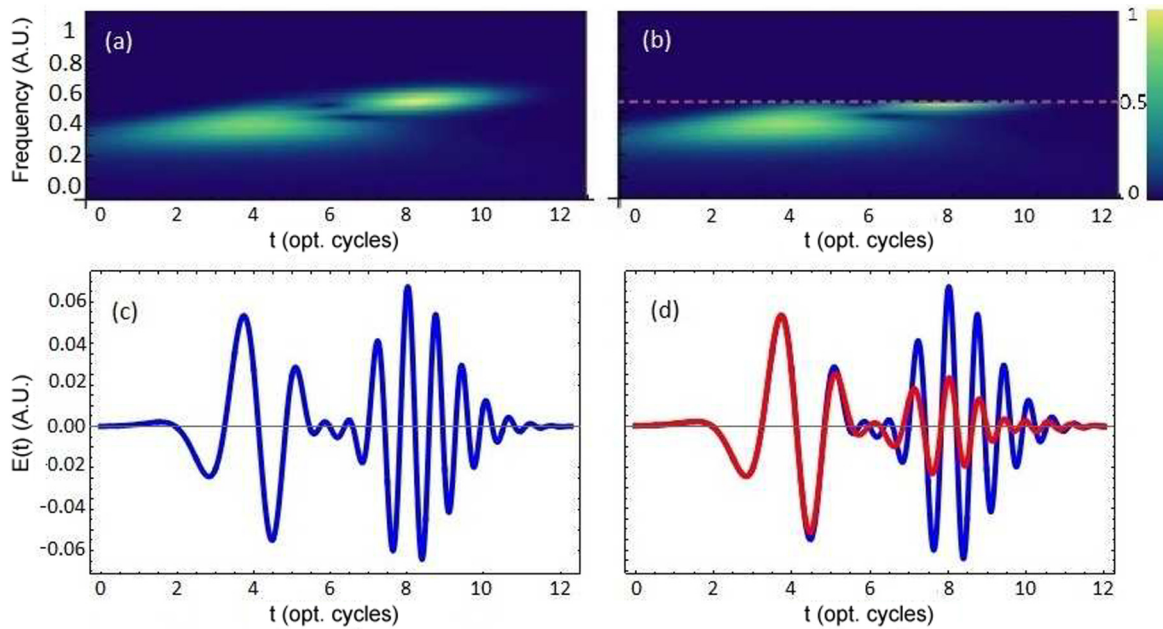 (a)
(b)
Frequency (A.U.)
1
0.8
0.6
0.4
0.2
0.0
1
0.5
0
0 2 4 6 8 10 12
0 2 4 6 8 10 12
t (opt. cycles)
t (opt. cycles)
(c)
(d)
E(t) (A.U.)
0.06
0.04
0.02
0.00
-0.02
-0.04
-0.06
0 2 4 6 8 10 12
0 2 4 6 8 10 12
t (opt. cycles)
t (opt. cycles)